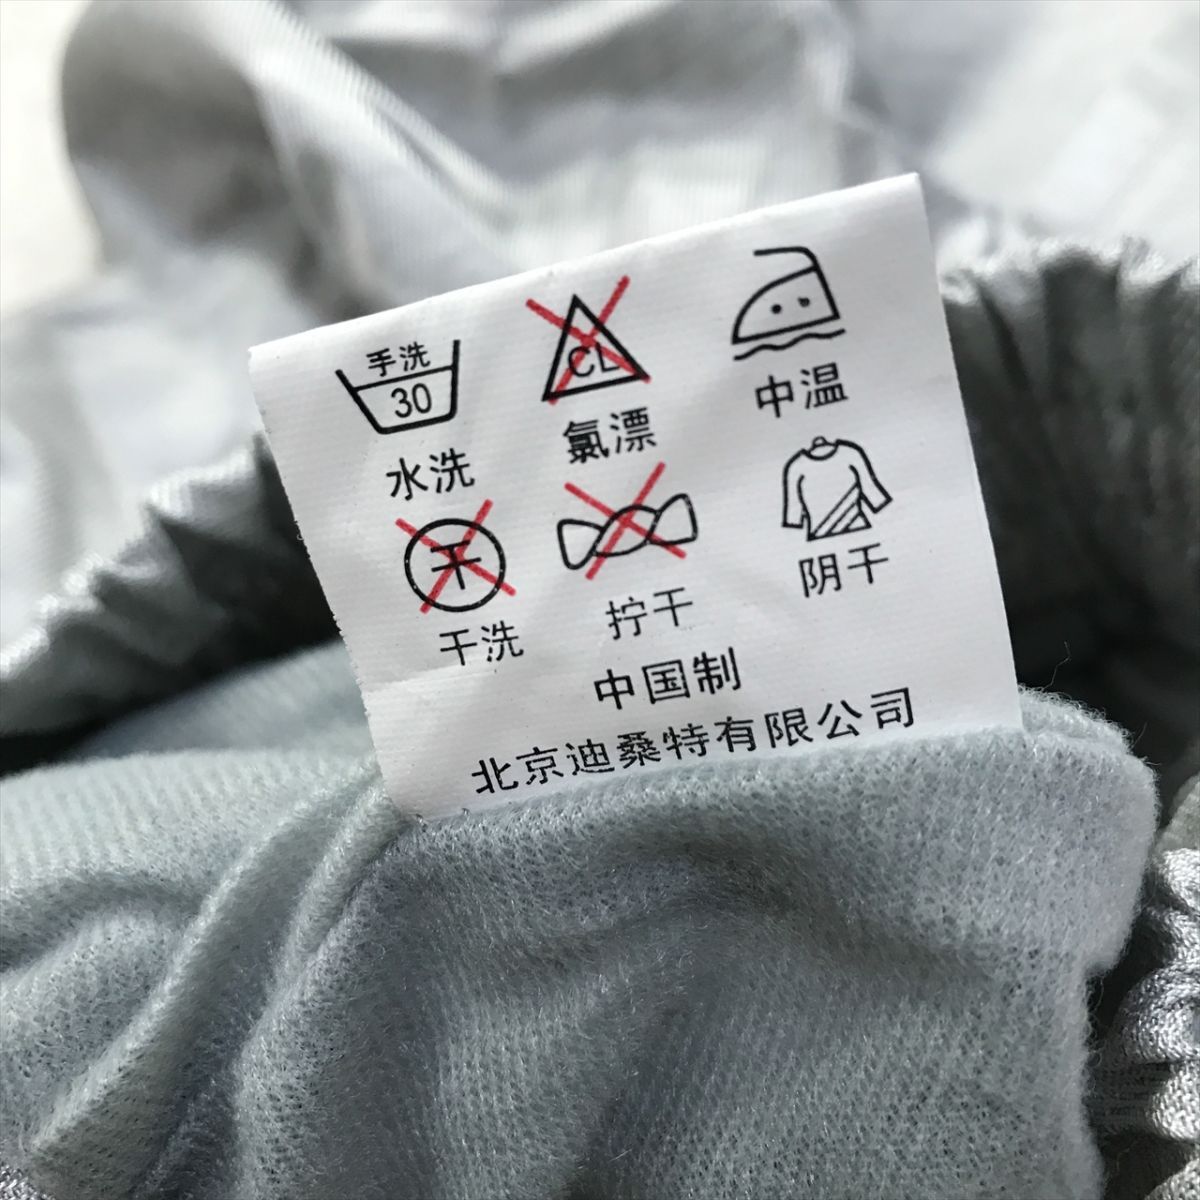 手洗
30
水洗
CL
氯漂
中温
干
干洗
拧干
阴干
中国制
北京迪桑特有限公司